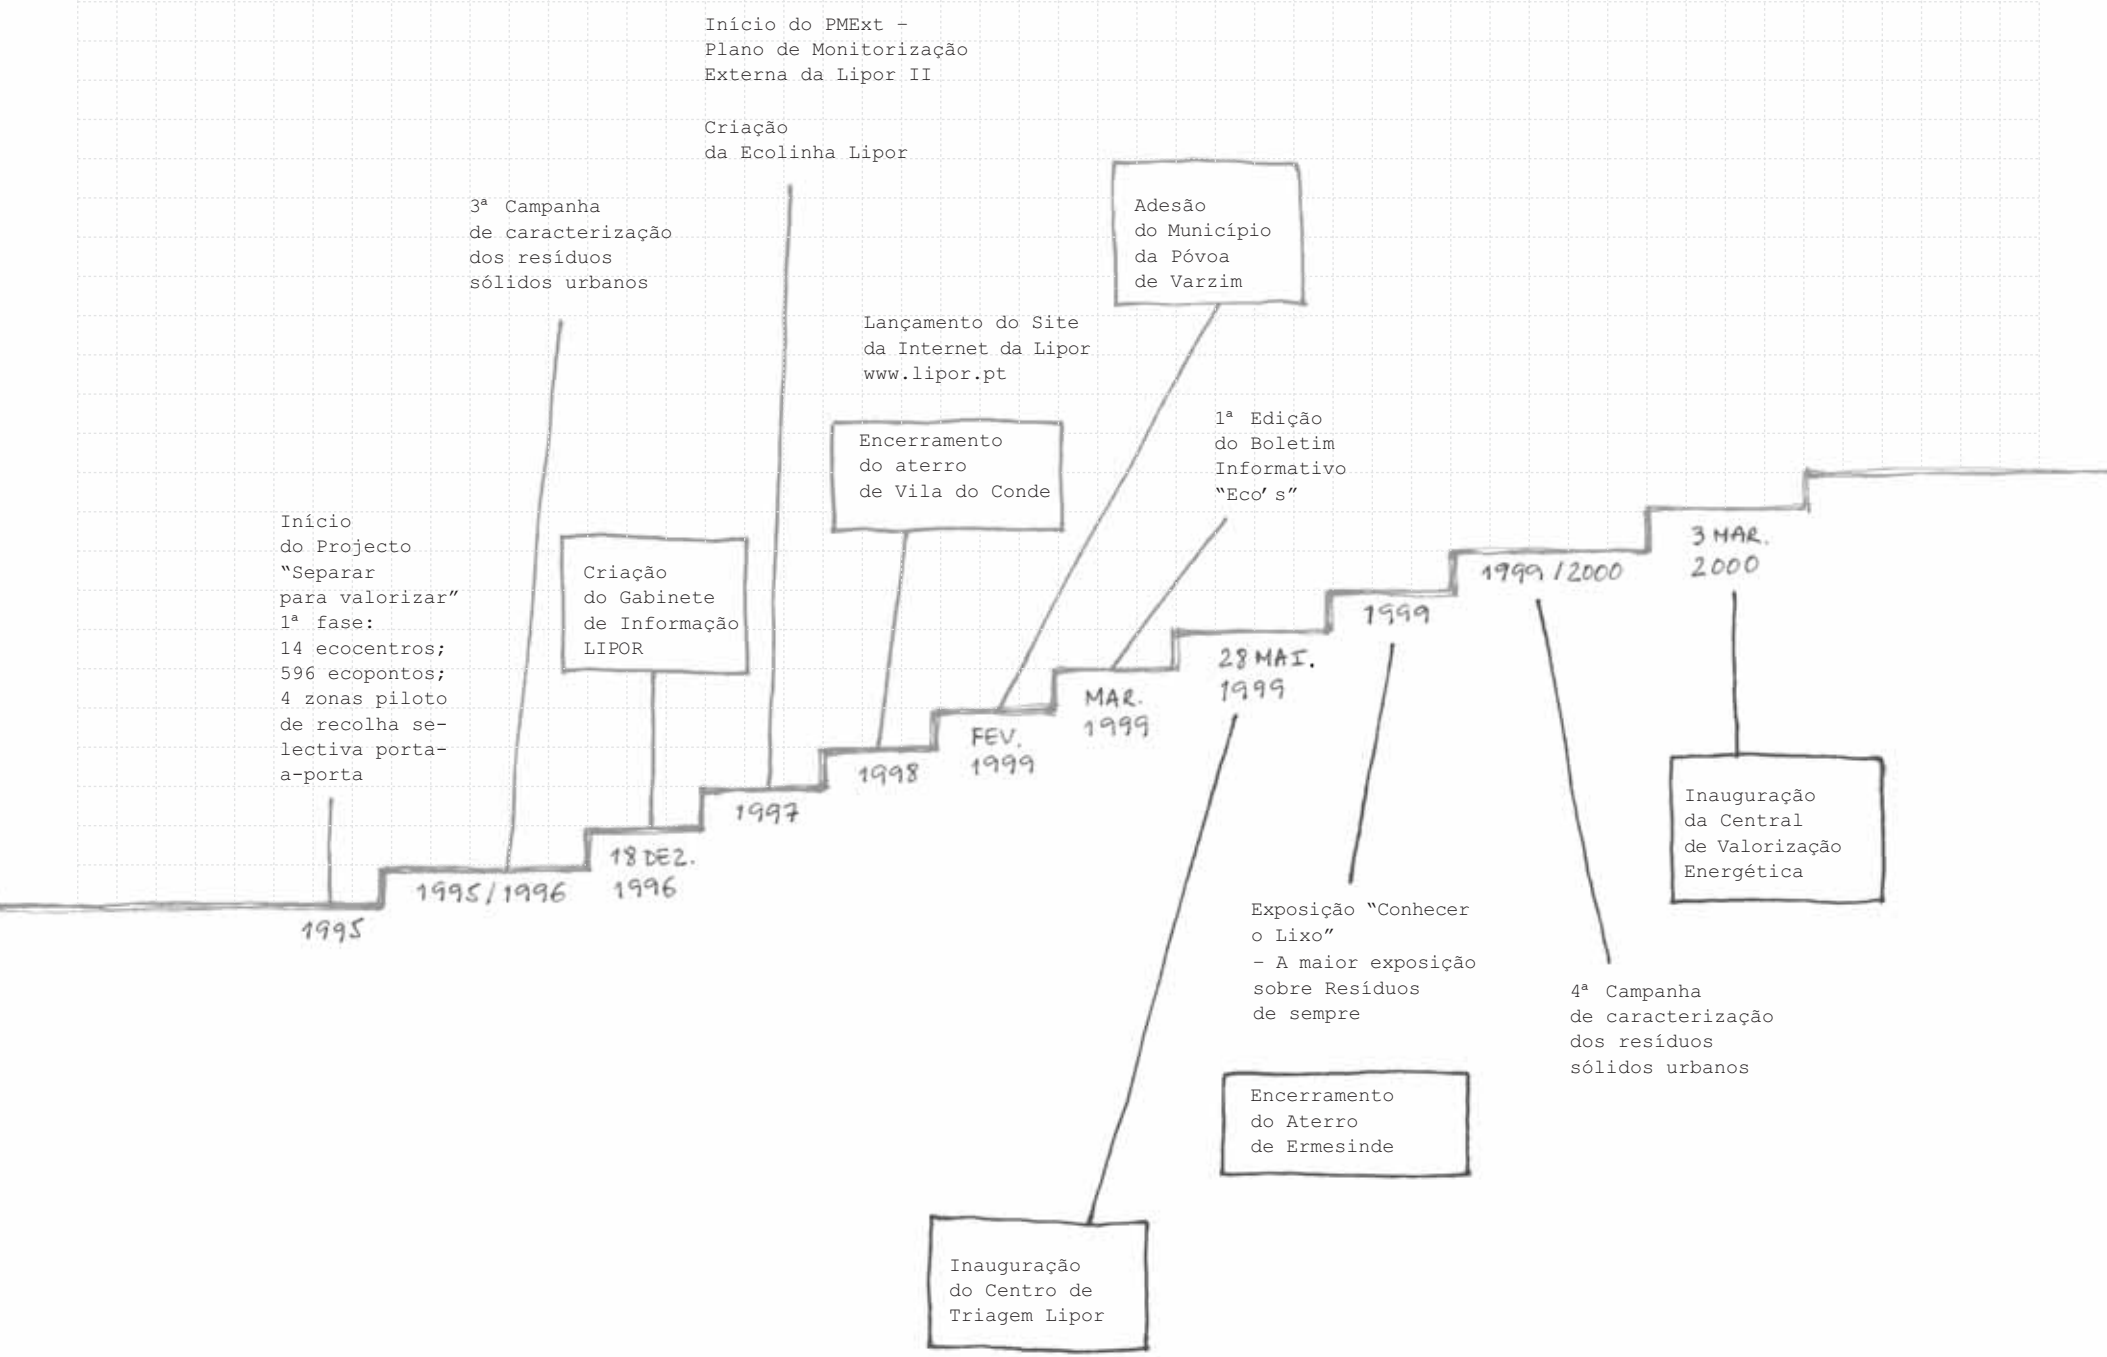 Início do PMExt –
Plano de Monitorização
Externa da Lipor II
Criação
da Ecolinha Lipor
3ª Campanha
de caracterização
dos resíduos
sólidos urbanos
Adesão
do Município
da Póvoa
de Varzim
Lançamento do Site
da Internet da Lipor
www.lipor.pt
Encerramento
do aterro
de Vila do Conde
1ª Edição
do Boletim
Informativo
“Eco’s”
Início
do Projecto
“Separar
para valorizar”
1ª fase:
14 ecocentros;
596 ecopontos;
4 zonas piloto
de recolha se-
lectiva porta-
a-porta
Criação
do Gabinete
de Informação
LIPOR
1995
1995/1996
18 DEZ.
1996
1997
1998
FEV.
1999
MAR.
1999
28 MAI.
1999
1999
1999/2000
3 MAR.
2000
Inauguração
da Central
de Valorização
Energética
Exposição “Conhecer
o Lixo”
– A maior exposição
sobre Resíduos
de sempre
4ª Campanha
de caracterização
dos resíduos
sólidos urbanos
Encerramento
do Aterro
de Ermesinde
Inauguração
do Centro de
Triagem Lipor